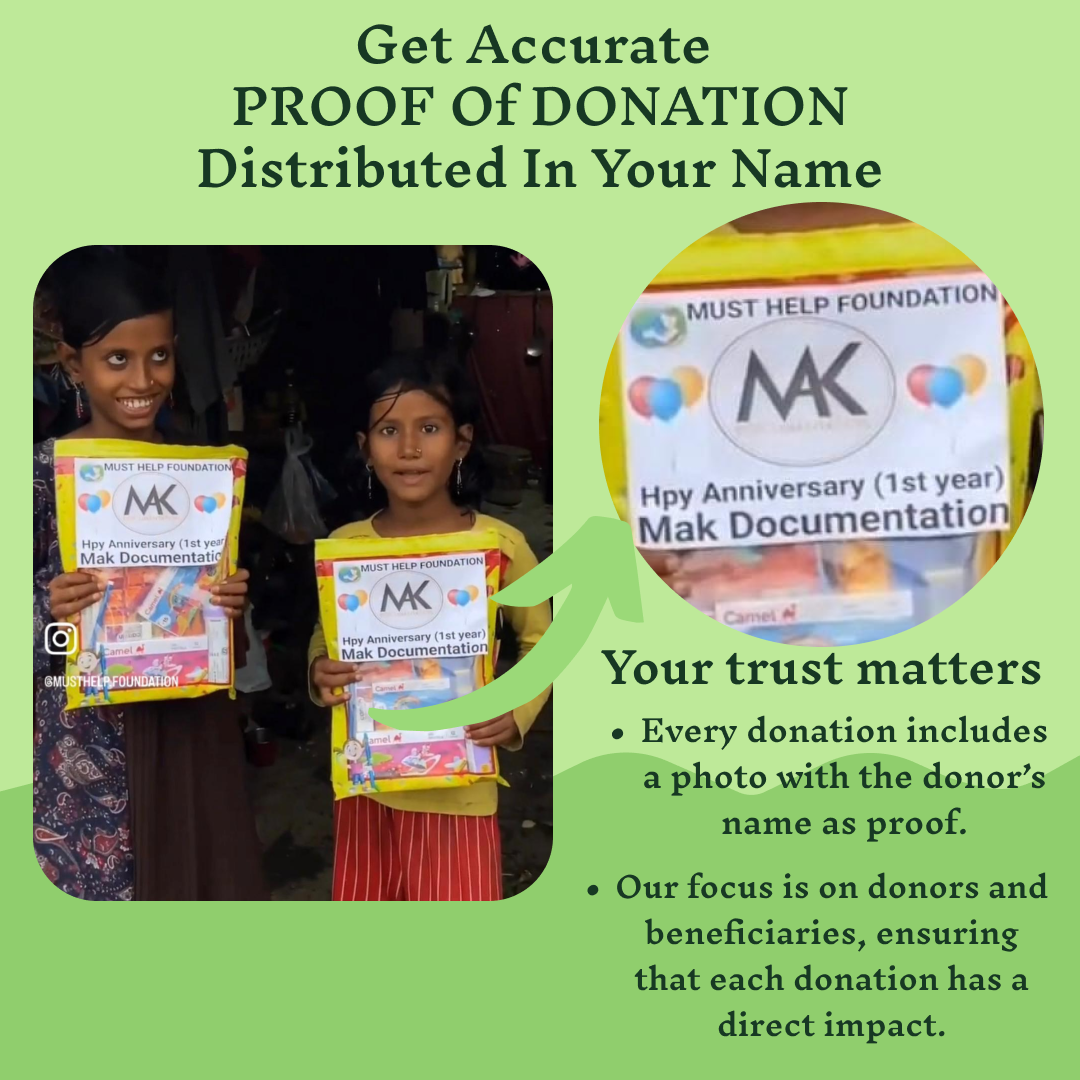 Get Accurate
PROOF Of DONATION
Distributed In Your Name
MUST HELP FOUNDATION
MAK
Hpy Anniversary (1st year)
Mak Documentation
Camel
MUST HELP FOUNDATION
MAK
Hpy Anniversary (1st year
Mak Documentatio
Camel
Camel
@MUSTHELP.FOUNDATION
MUST HELP FOUNDATION
MAK
Hpy Anniversary (1st year)
Mak Documentation
Camel
Camel
Your trust matters
• Every donation includes
a photo with the donor’s
name as proof.
• Our focus is on donors and
beneficiaries, ensuring
that each donation has a
direct impact.